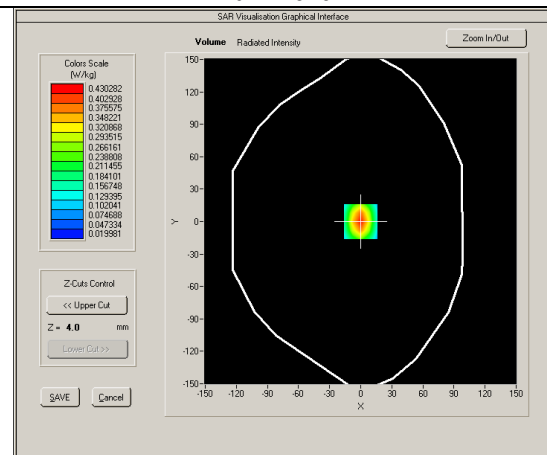 SAR Visualisation Graphical Interface
Volume Radiated Intensity
Zoom In/Out
Colors Scale
(W/kg)
0.430282
0.402928
0.375575
0.348221
0.320868
0.293515
0.266161
0.238808
0.211455
0.184101
0.156748
0.129395
0.102041
0.074688
0.047334
0.019981
Z-Cuts Control
<< Upper Cut
Z = 4.0 mm
Lower Cut >>
SAVE Cancel
150
120
90
60
30
0
-30
-60
-90
-120
-150
Y
-150 -120 -90 -60 -30 0 30 60 90 120 150
X